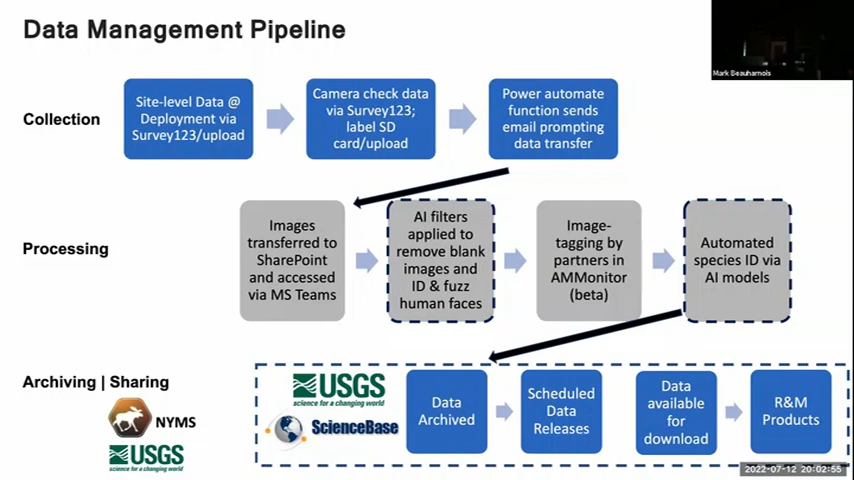 Data Management Pipeline
Mark Beauharnois
Collection
Site-level Data @
Deployment via
Survey123/upload
Camera check data
via Survey123;
label SD
card/upload
Power automate
function sends
email prompting
data transfer
Processing
Images
transferred to
SharePoint
and accessed
via MS Teams
AI filters
applied to
remove blank
images and
ID & fuzz
human faces
Image-
tagging by
partners in
AMMonitor
(beta)
Automated
species ID via
AI models
Archiving | Sharing
NYMS
USGS
science for a changing world
USGS
science for a changing world
ScienceBase
Data
Archived
Scheduled
Data
Releases
Data
available
for
download
R&M
Products
2022-07-12 20:02:55